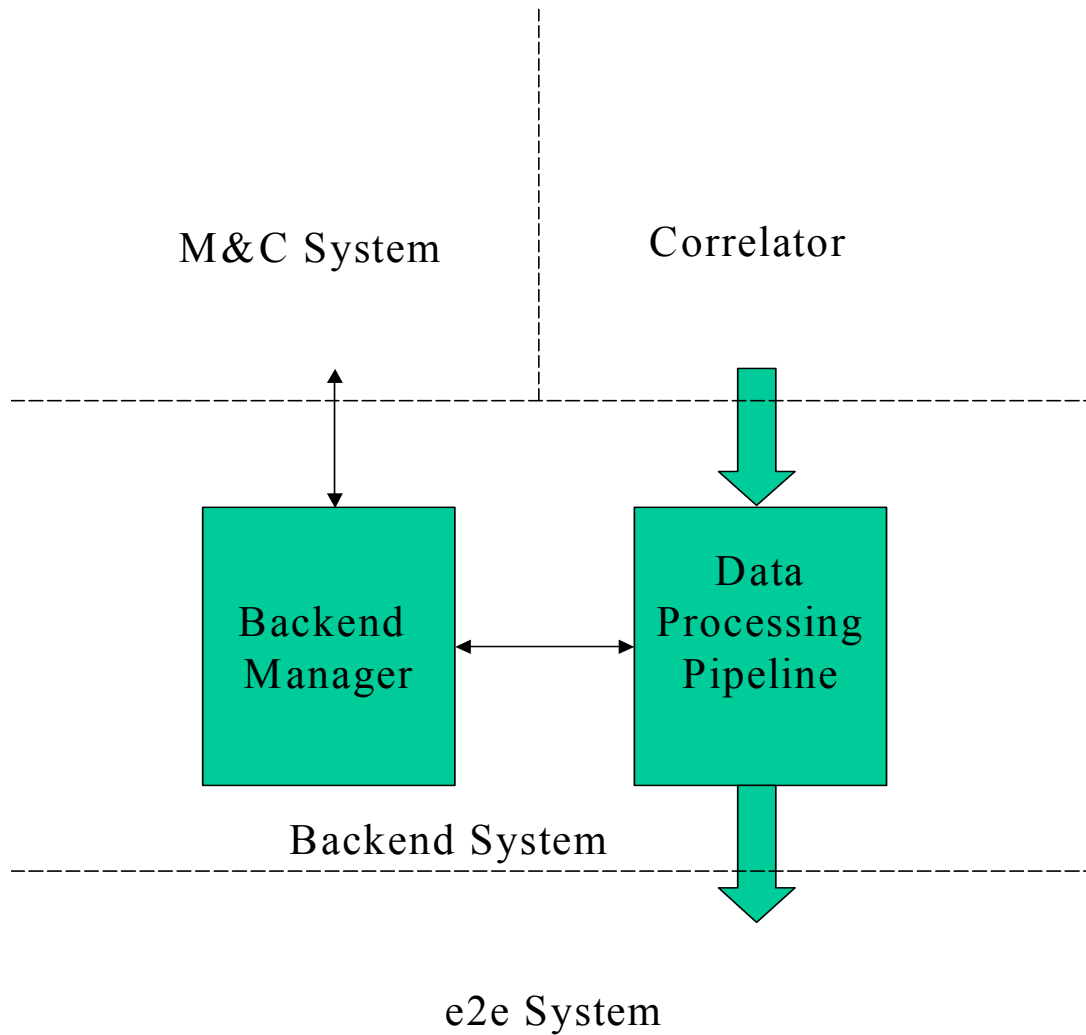 M&C System
Correlator
Backend
Manager
Data
Processing
Pipeline
Backend System
e2e System